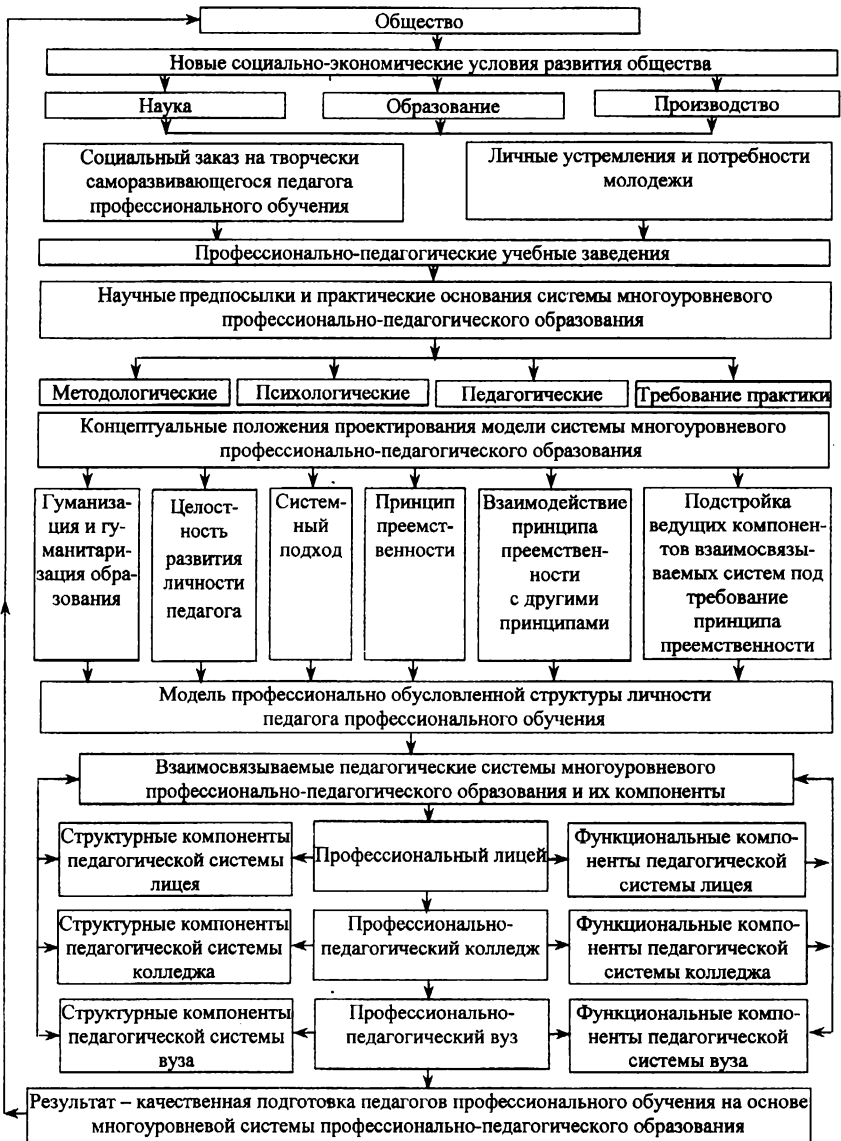 Общество
Новые социально-экономические условия развития общества
Наука
Образование
Производство
Социальный заказ на творчески
саморазвивающегося педагога
профессионального обучения
Личные устремления и потребности
молодежи
Профессионально-педагогические учебные заведения
Научные предпосылки и практические основания системы многоуровневого
профессионально-педагогического образования
Методологические
Психологические
Педагогические
Требование практики
Концептуальные положения проектирования модели системы многоуровневого
профессионально-педагогического образования
Гуманиза-
ция и гу-
манитари-
зация обра-
зования
Целост-
ность
развития
личности
педагога
Систем-
ный
подход
Принцип
преемст-
венности
Взаимодействие
принципа
преемствен-
ности
с другими
принципами
Подстройка
ведущих компонен-
тов взаимосвязы-
ваемых систем под
требование
принципа
преемственности
Модель профессионально обусловленной структуры личности
педагога профессионального обучения
Взаимосвязываемые педагогические системы многоуровневого
профессионально-педагогического образования и их компоненты
Структурные компоненты
педагогической системы
лицея
Профессиональный лицей
Функциональные компо-
ненты педагогической
системы лицея
Структурные компоненты
педагогической системы
колледжа
Профессионально-
педагогический колледж
Функциональные компо-
ненты педагогической
системы колледжа
Структурные компоненты
педагогической системы
вуза
Профессионально-
педагогический вуз
Функциональные компо-
ненты педагогической
системы вуза
Результат – качественная подготовка педагогов профессионального обучения на основе
многоуровневой системы профессионально-педагогического образования